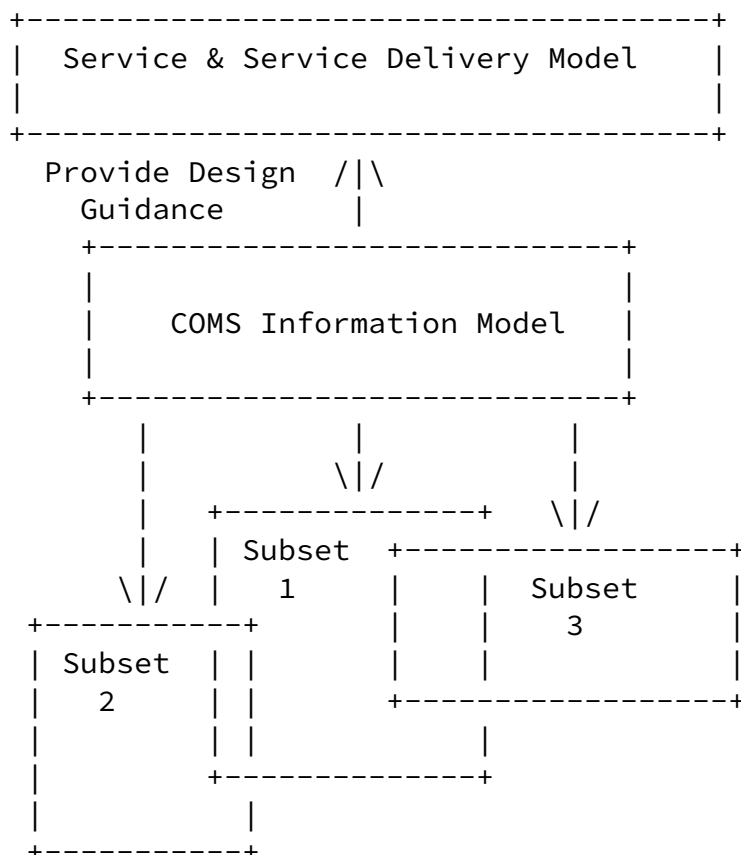 Service & Service Delivery Model
Provide Design
Guidance
COMS Information Model
Subset
1
Subset
3
Subset
2